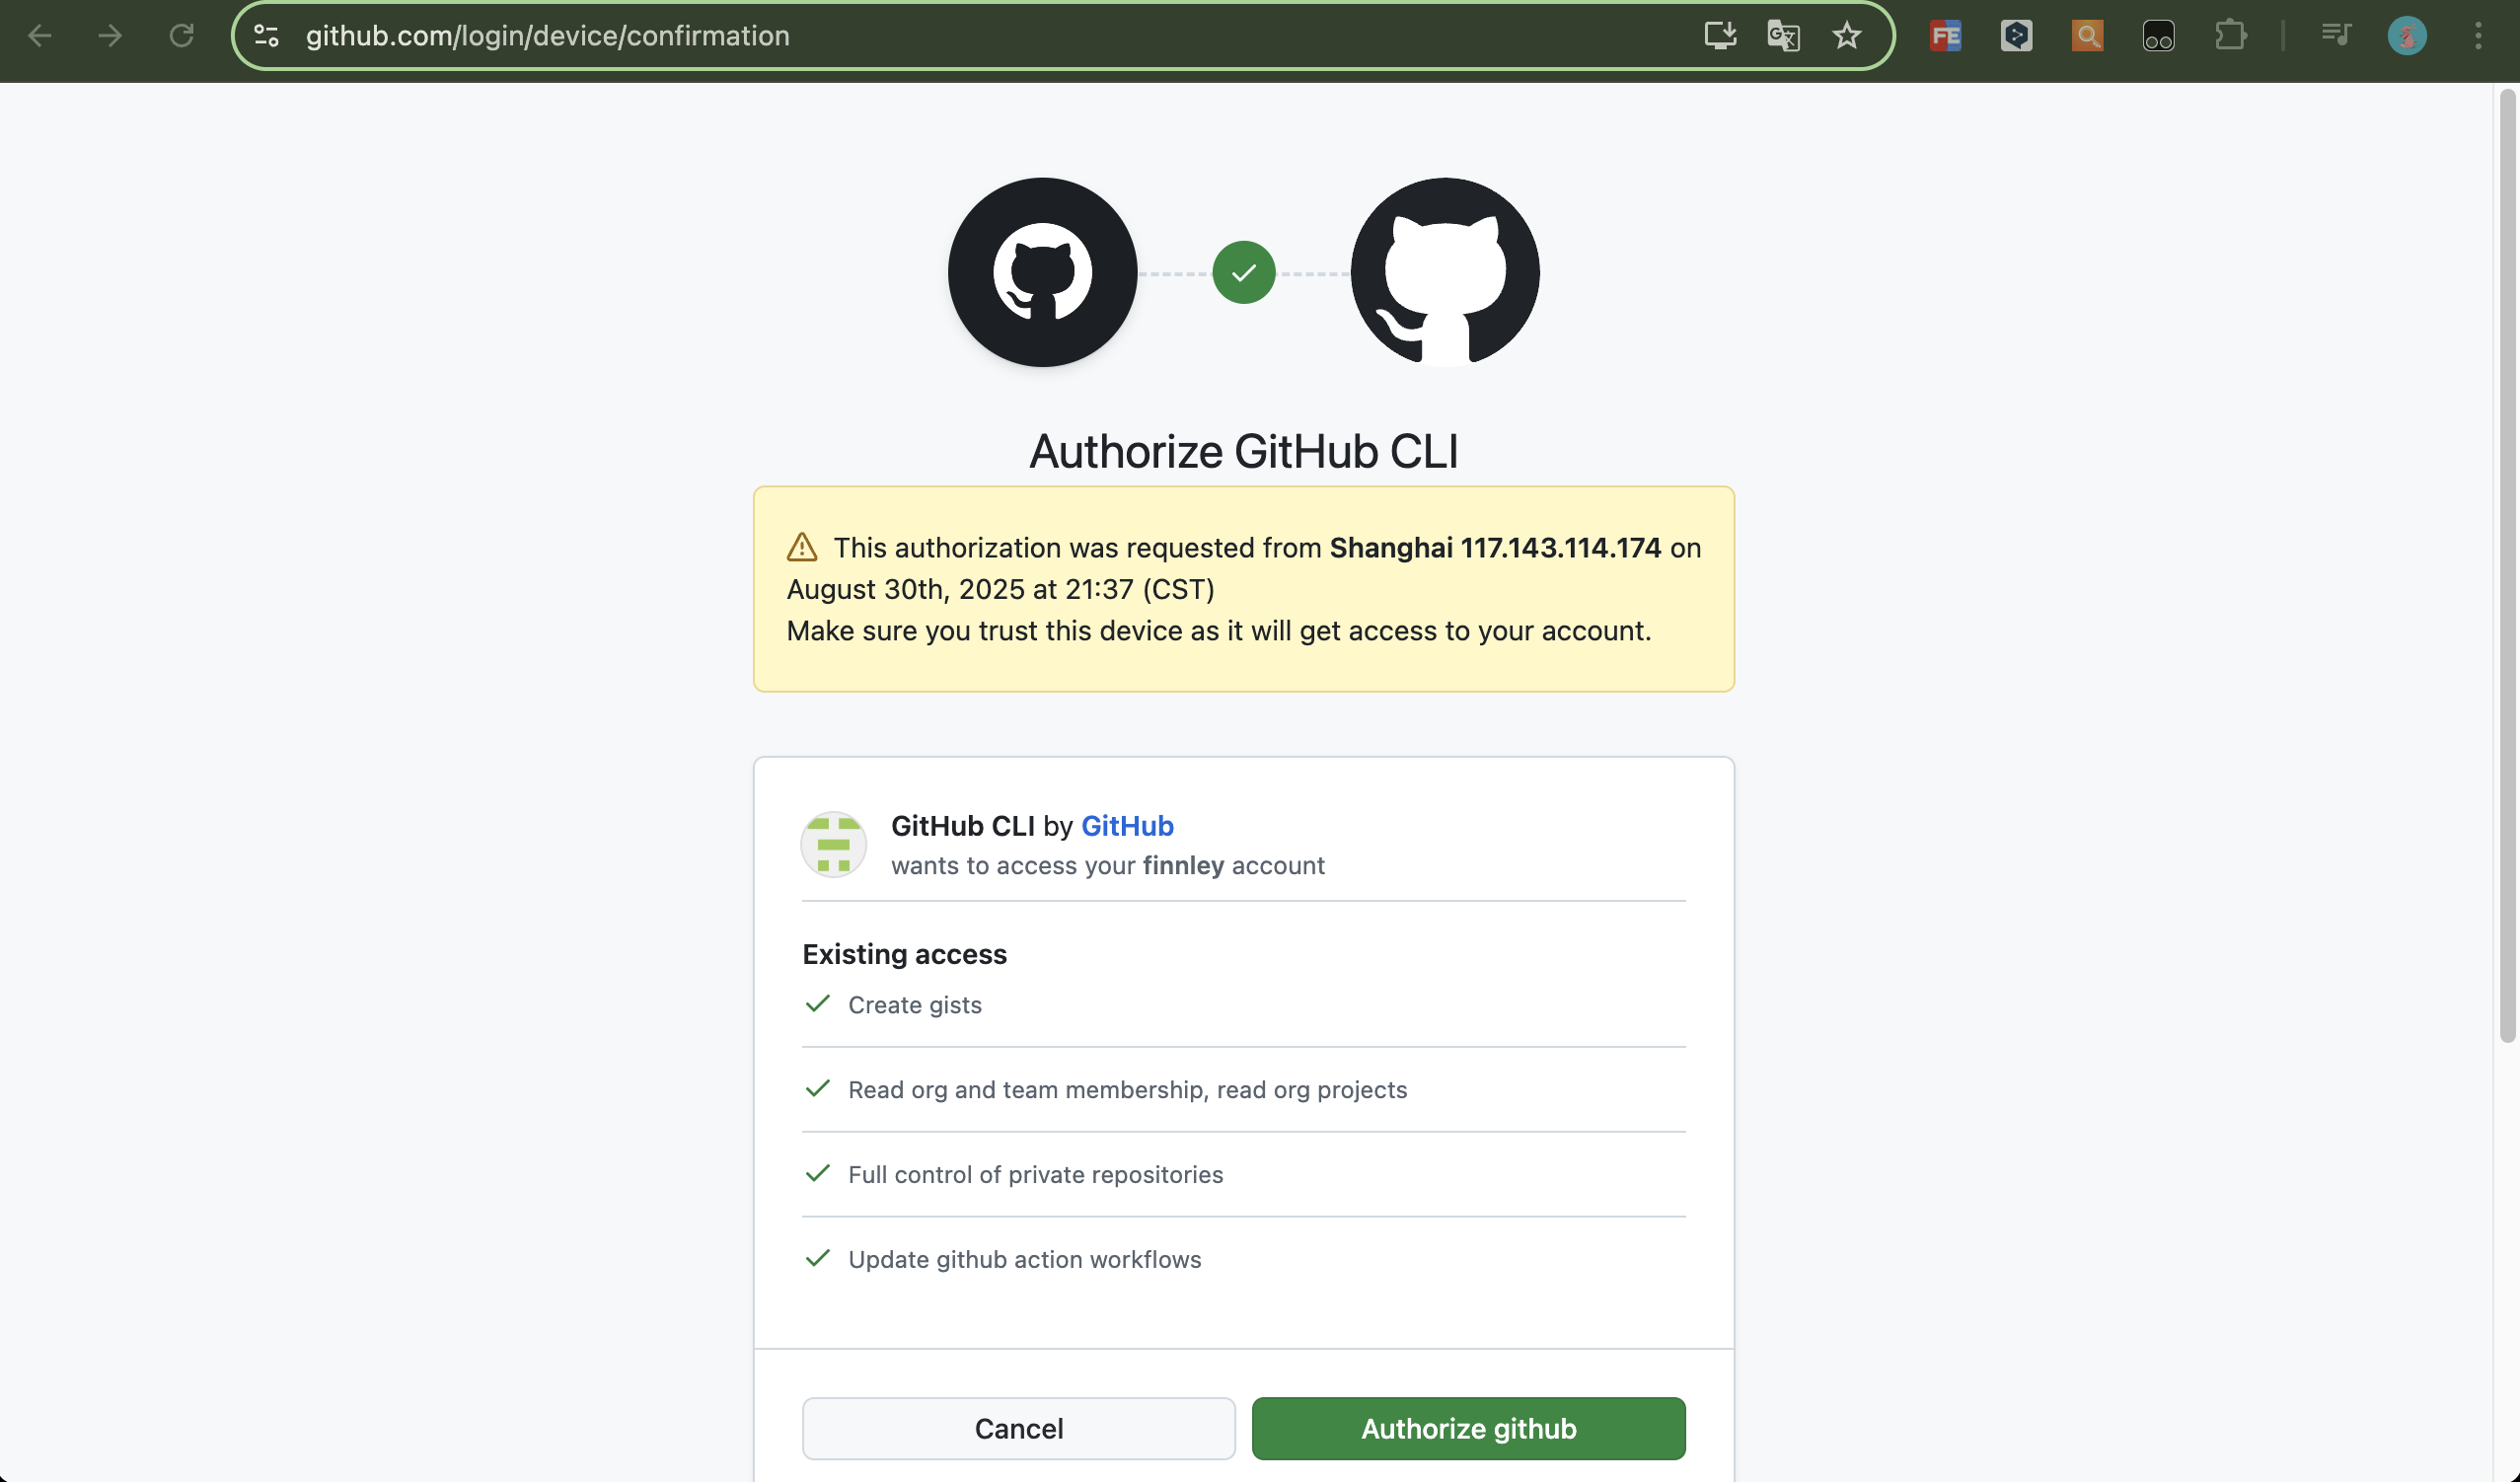 github.com/login/device/confirmation
FE
Authorize GitHub CLI
This authorization was requested from Shanghai 117.143.114.174 on
August 30th, 2025 at 21:37 (CST)
Make sure you trust this device as it will get access to your account.
GitHub CLI by GitHub
wants to access your finnley account
Existing access
Create gists
Read org and team membership, read org projects
Full control of private repositories
Update github action workflows
Cancel
Authorize github